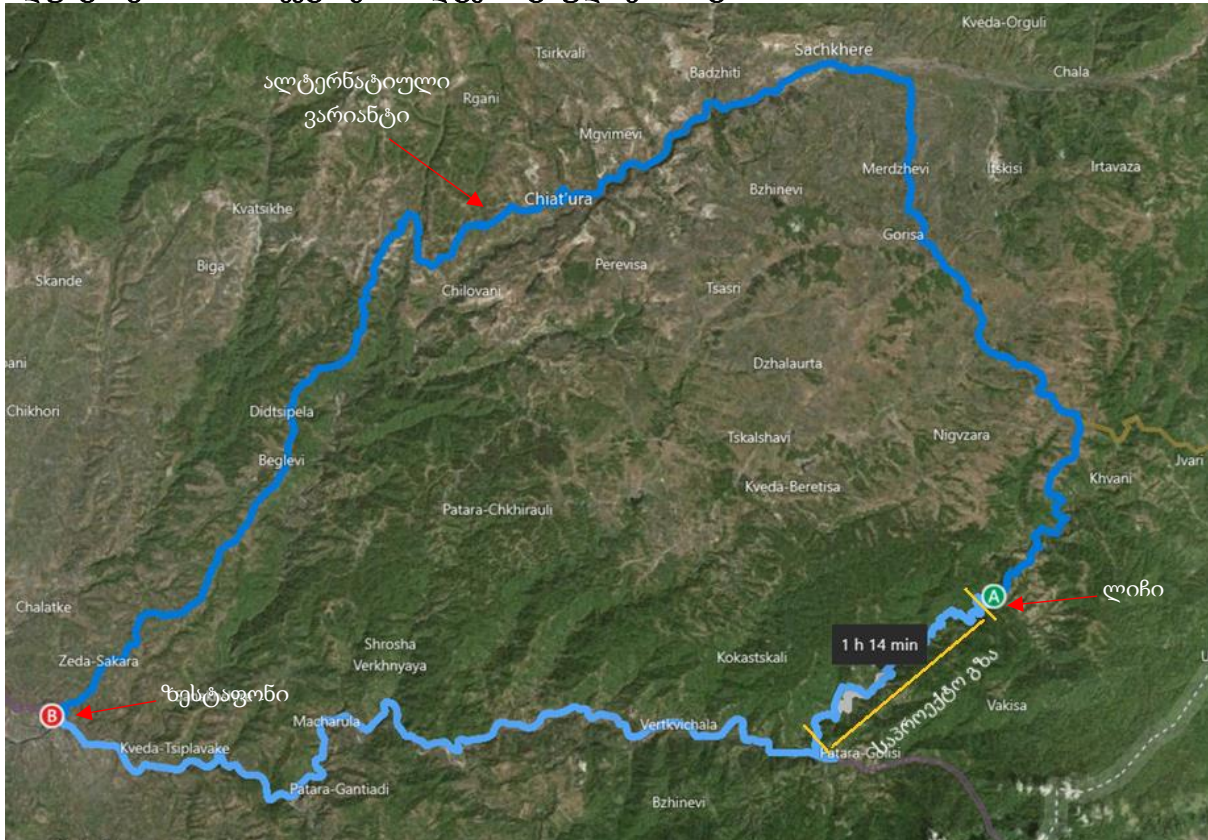 Kveda-Orguli
Sachkhere
Tsirkvali
Badzhiti
Chala
ალტერნატიული
ვარიანტი
Rgani
Mgvimevi
Merdzhevi
Itskisi
Irtavaza
Bzhinevi
Chiat'ura
Kvatsikhe
Gorisa
Biga
Perevisa
Skande
Chilovani
Tsasri
Dzhalaurta
Chikhori
Didtsipela
Tskalshavi
Nigvzara
Beglevi
Jvari
Khvani
Kveda-Beretisa
Patara-Chkhirauli
A
ლიჩი
Chalatke
1 h 14 min
Shrosha
Verkhnyaya
Kokastskali
Zeda-Sakara
საპროექტო გზა
ზესტაფონი
B
Vakisa
Macharula
Vertkvichala
Kveda-Tsiplavake
Patara-Golisi
Patara-Gantiadi
Bzhinevi